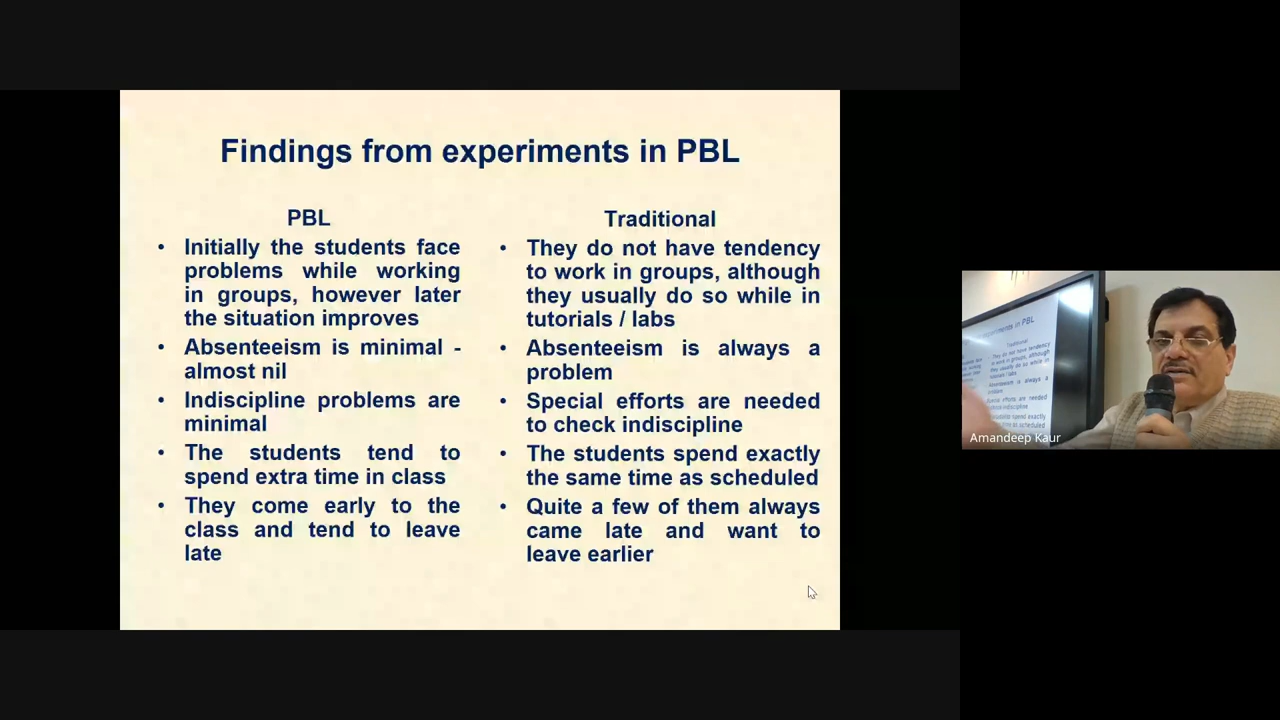 Findings from experiments in PBL
PBL
• Initially the students face
problems while working
in groups, however later
the situation improves
• Absenteeism is minimal -
almost nil
• Indiscipline problems are
minimal
• The students tend to
spend extra time in class
• They come early to the
class and tend to leave
late
Traditional
• They do not have tendency
to work in groups, although
they usually do so while in
tutorials / labs
• Absenteeism is always a
problem
• Special efforts are needed
to check indiscipline
• The students spend exactly
the same time as scheduled
• Quite a few of them always
came late and want to
leave earlier
Amandeep Kaur